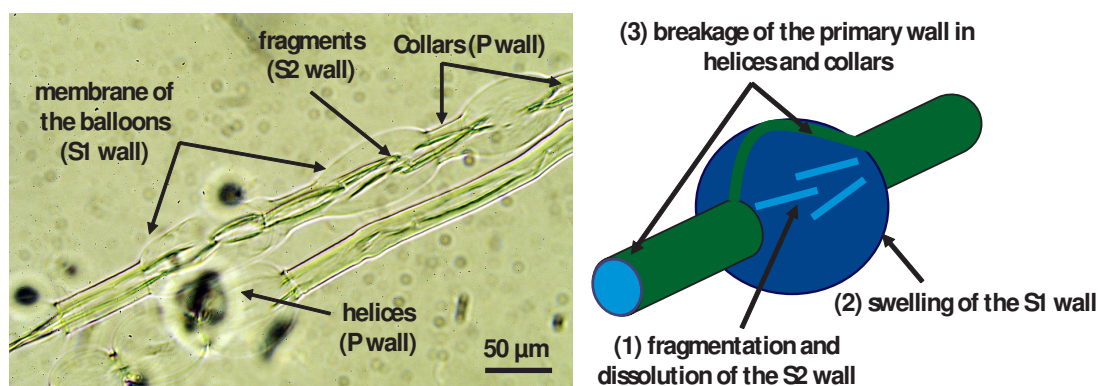 fragments
(S2 wall)
Collars (P wall)
membrane of
the balloons
(S1 wall)
helices
(P wall)
50 µm
(3) breakage of the primary wall in
helices and collars
(2) swelling of the S1 wall
(1) fragmentation and
dissolution of the S2 wall